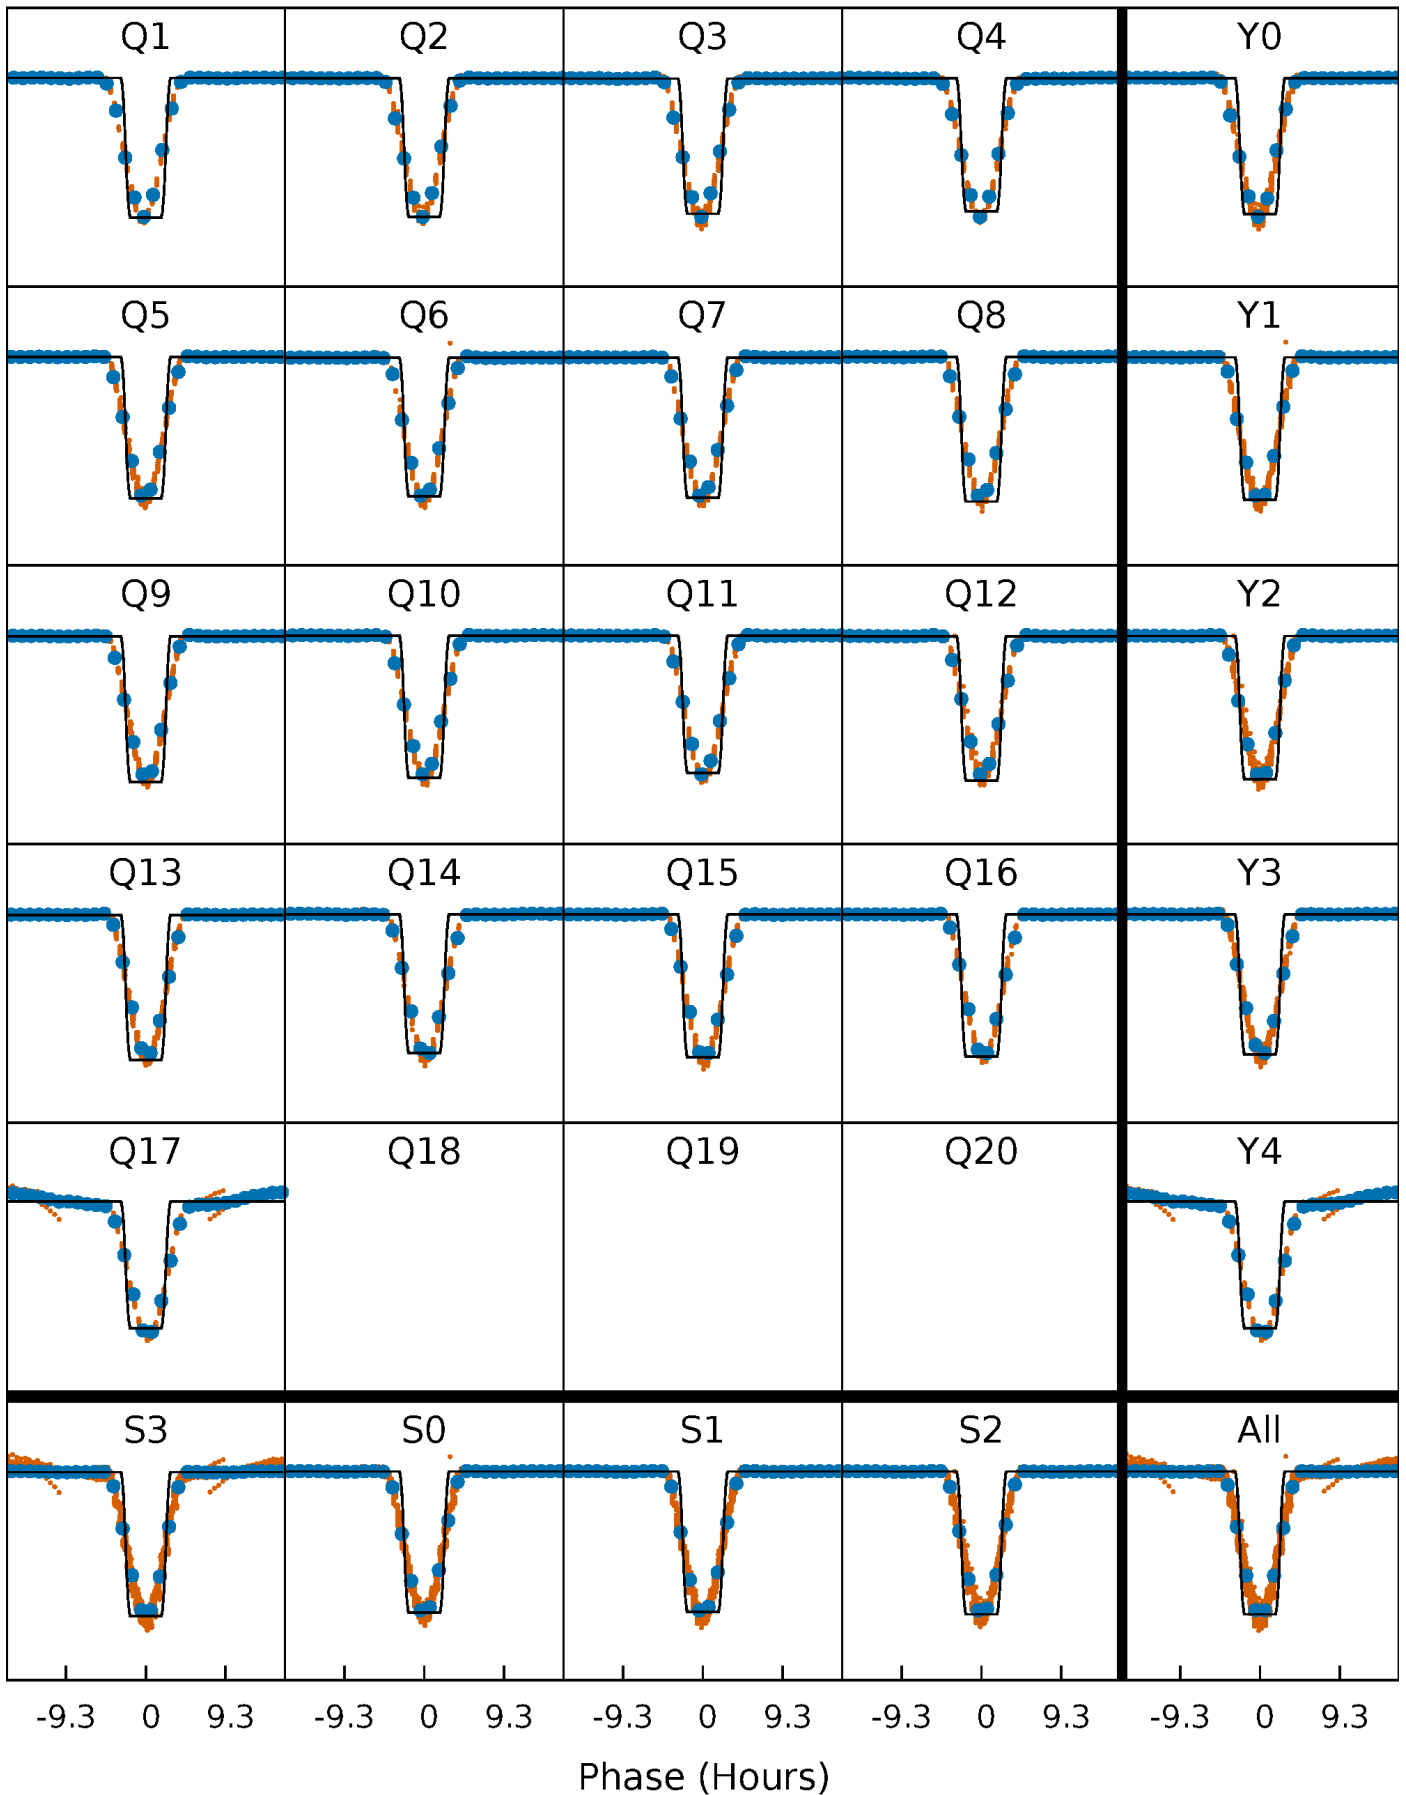 Q1 Q2 Q3 Q4 Y0
Q5 Q6 Q7 Q8 Y1
Q9 Q10 Q11 Q12 Y2
Q13 Q14 Q15 Q16 Y3
Q17 Q18 Q19 Q20 Y4
S3 S0 S1 S2 All
-9.3 0 9.3 -9.3 0 9.3 -9.3 0 9.3 -9.3 0 9.3 -9.3 0 9.3
Phase (Hours)